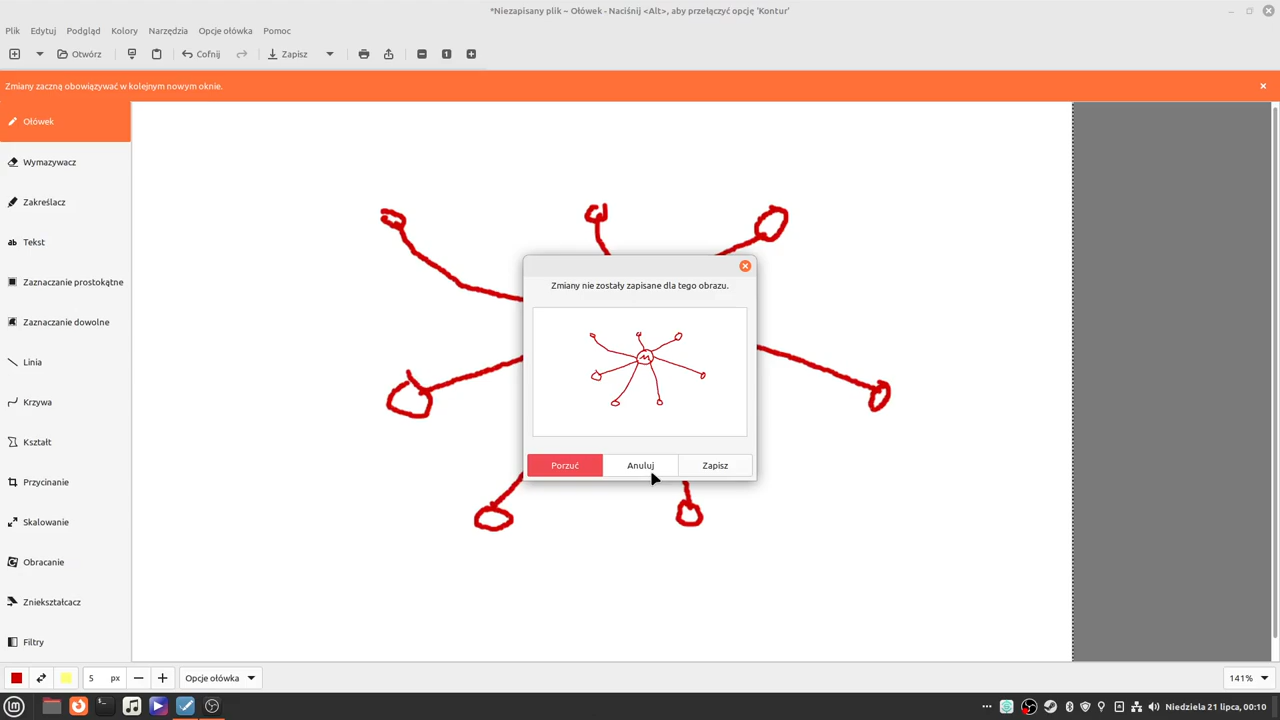 *Niezapisany plik ~ Ołówek - Naciśnij <Alt>, aby przełączyć opcję 'Kontur'
Plik Edytuj Podgląd Kolory Narzędzia Opcje ołówka Pomoc
Otwórz Cofnij Zapisz
Zmiany zaczną obowiązywać w kolejnym nowym oknie.
Ołówek
Wymazywacz
Zakreślacz
Tekst
Zaznaczanie prostokątne
Zaznaczanie dowolne
Linia
Krzywa
Kształt
Przycinanie
Skalowanie
Obracanie
Zniekształcacz
Filtry
Zmiany nie zostały zapisane dla tego obrazu.
Porzuć Anuluj Zapisz
5 px Opcje ołówka 141%
Niedziela 21 lipca, 00:10